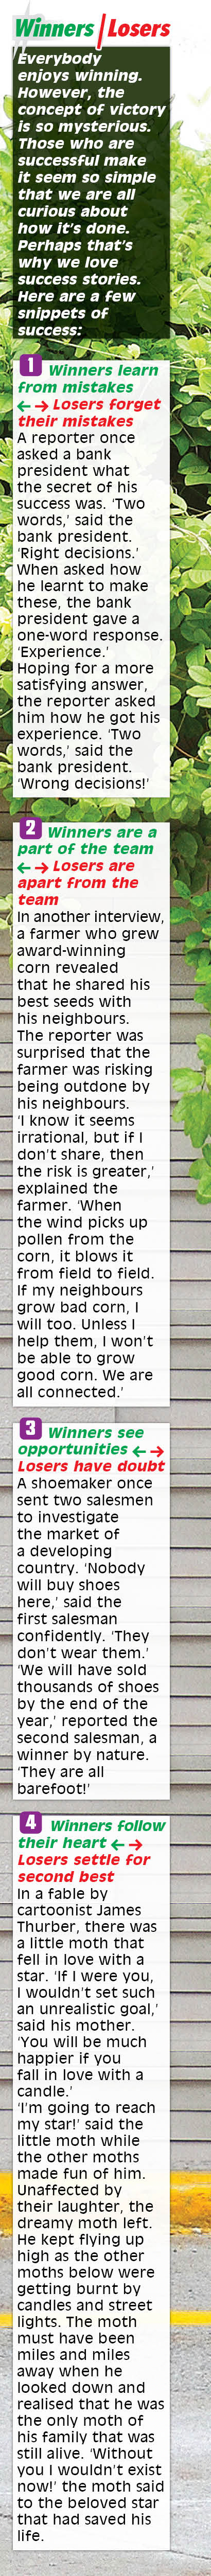 Winners/Losers
Everybody
enjoys winning.
However, the
concept of victory
is so mysterious.
Those who are
successful make
it seem so simple
that we are all
curious about
how it's done.
Perhaps that's
why we love
success stories.
Here are a few
snippets of
success:
1 Winners learn
from mistakes
← → Losers forget
their mistakes
A reporter once
asked a bank
president what
the secret of his
success was. ‘Two
words,’ said the
bank president.
‘Right decisions.’
When asked how
he learnt to make
these, the bank
president gave a
one-word response.
‘Experience.’
Hoping for a more
satisfying answer,
the reporter asked
him how he got his
experience. ‘Two
words,’ said the
bank president.
‘Wrong decisions!’
2 Winners are a
part of the team
← → Losers are
apart from the
team
In another interview,
a farmer who grew
award-winning
corn revealed
that he shared his
best seeds with
his neighbours.
The reporter was
surprised that the
farmer was risking
being outdone by
his neighbours.
‘I know it seems
irrational, but if I
don’t share, then
the risk is greater,’
explained the
farmer. ‘When
the wind picks up
pollen from the
corn, it blows it
from field to field.
If my neighbours
grow bad corn, I
will too. Unless I
help them, I won’t
be able to grow
good corn. We are
all connected.’
3 Winners see
opportunities ← →
Losers have doubt
A shoemaker once
sent two salesmen
to investigate
the market of
a developing
country. ‘Nobody
will buy shoes
here,’ said the
first salesman
confidently. ‘They
don’t wear them.’
‘We will have sold
thousands of shoes
by the end of the
year,’ reported the
second salesman, a
winner by nature.
‘They are all
barefoot!’
4 Winners follow
their heart ← →
Losers settle for
second best
In a fable by
cartoonist James
Thurber, there was
a little moth that
fell in love with a
star. ‘If I were you,
I wouldn’t set such
an unrealistic goal,’
said his mother.
‘You will be much
happier if you
fall in love with a
candle.’
‘I’m going to reach
my star!’ said the
little moth while
the other moths
made fun of him.
Unaffected by
their laughter, the
dreamy moth left.
He kept flying up
high as the other
moths below were
getting burnt by
candles and street
lights. The moth
must have been
miles and miles
away when he
looked down and
realised that he was
the only moth of
his family that was
still alive. ‘Without
you I wouldn’t exist
now!’ the moth said
to the beloved star
that had saved his
life.